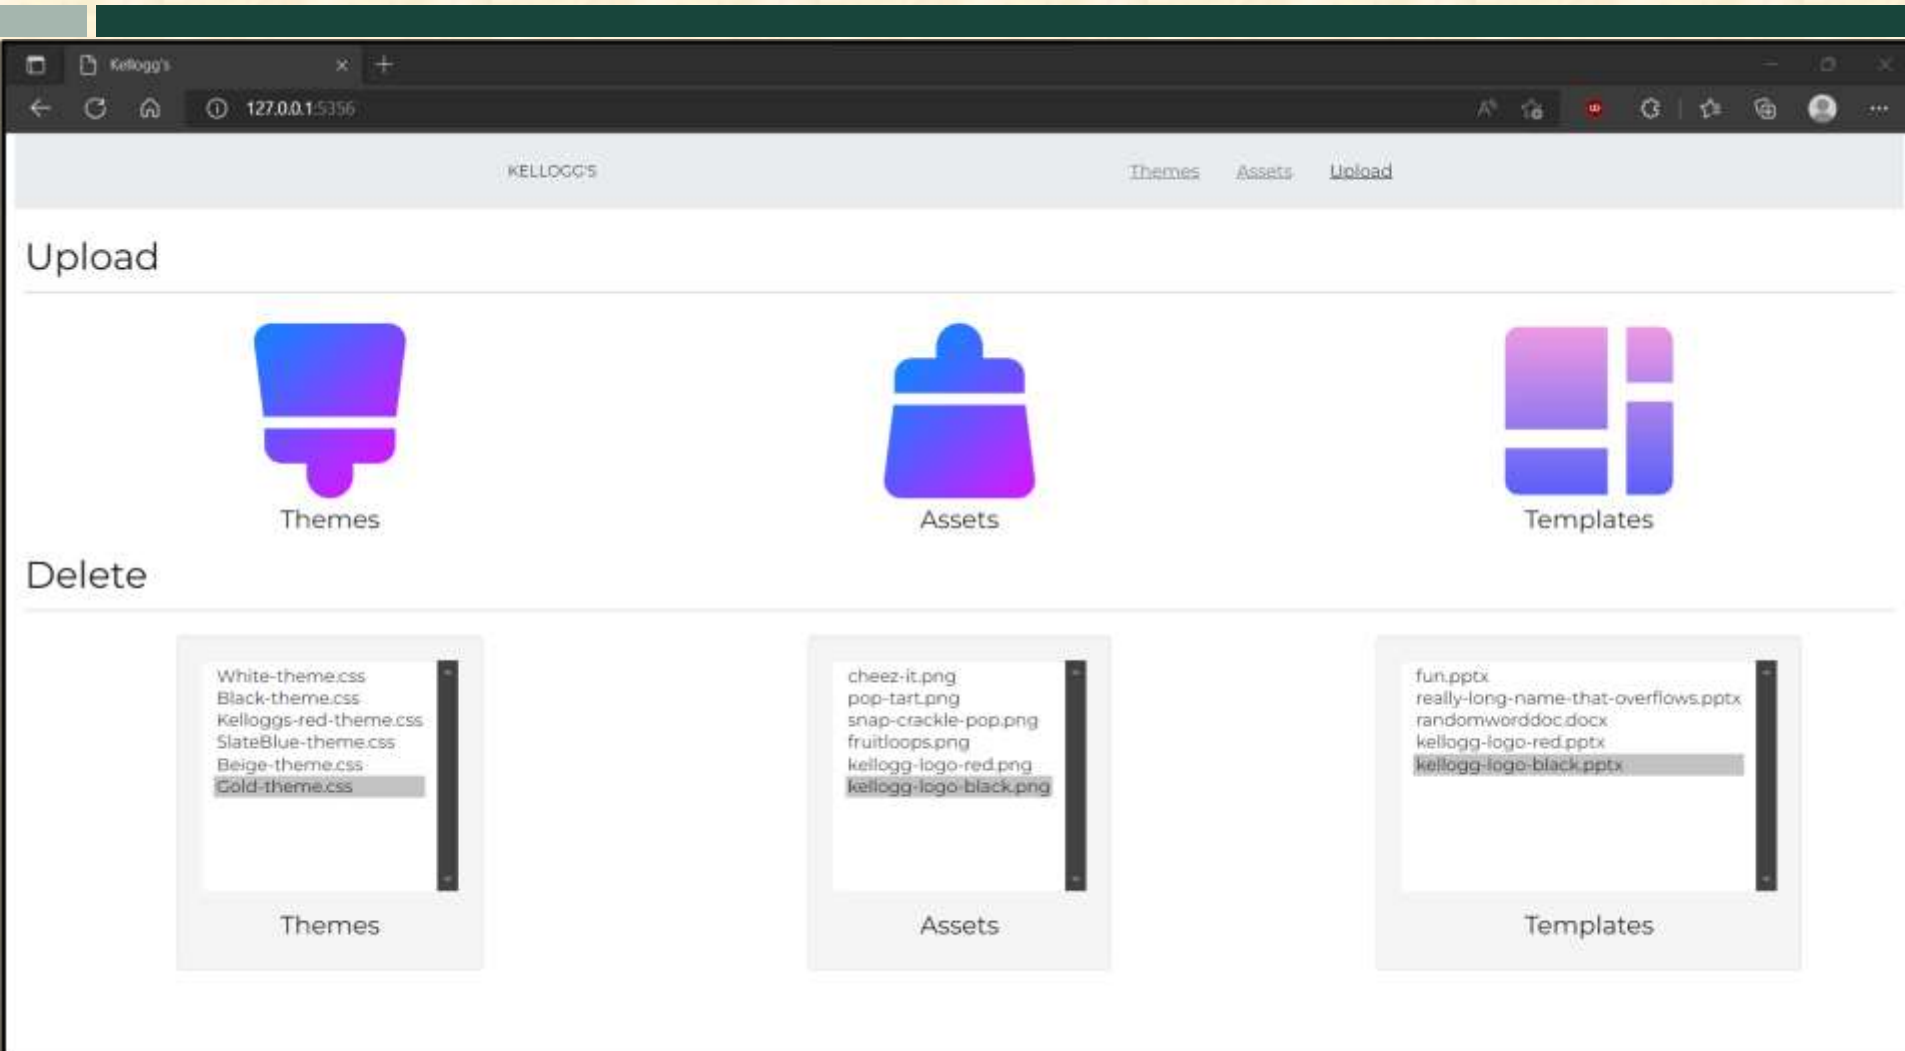 Kellogg's
127.0.0.1:5356
KELLOGG'S
Themes Assets Upload
Upload
Themes
Assets
Templates
Delete
White-theme.css
Black-theme.css
Kelloggs-red-theme.css
SlateBlue-theme.css
Beige-theme.css
Gold-theme.css
Themes
cheez-it.png
pop-tart.png
snap-crackle-pop.png
fruitloops.png
kellogg-logo-red.png
kellogg-logo-black.png
Assets
fun.pptx
really-long-name-that-overflows.pptx
randomworddoc.docx
kellogg-logo-red.pptx
kellogg-logo-black.pptx
Templates